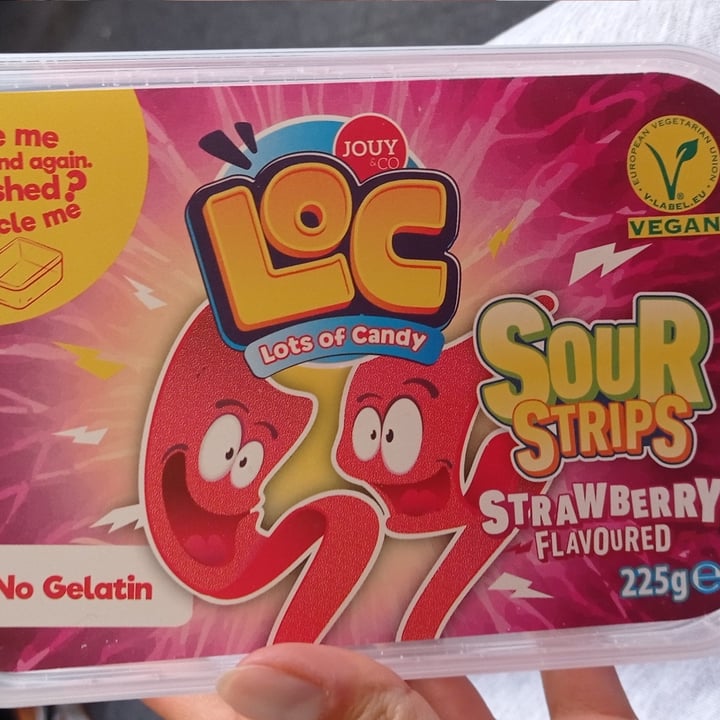 e me
nd again.
shed?
cle me
JOUY
&CO
LOC
Lots of Candy
EUROPEAN VEGETARIAN UNION
V-LABEL.EU
®
VEGAN
SOUR
STRIPS
STRAWBERRY
FLAVOURED
225g e
No Gelatin